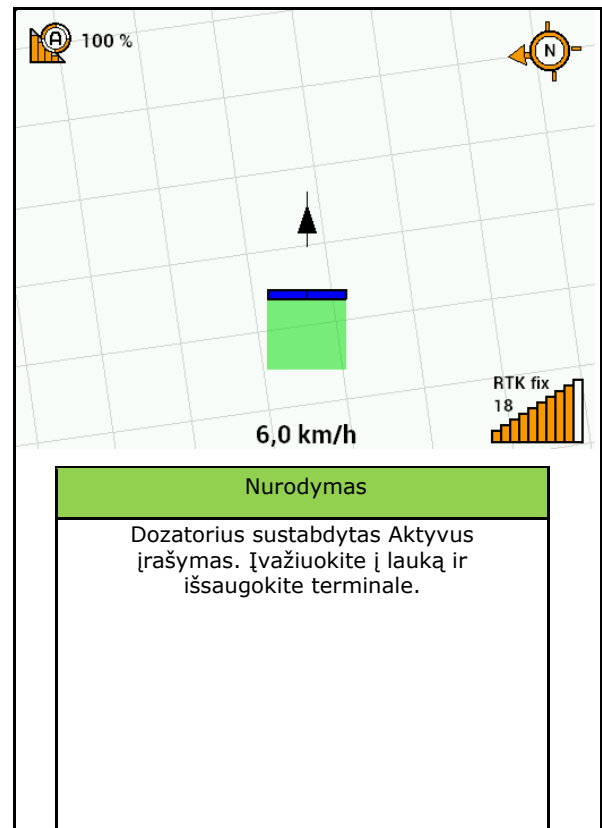 A 100 %
N
RTK fix
18
6,0 km/h
Nurodymas
Dozatorius sustabdytas Aktyvus
įrašymas. Įvažiuokite į lauką ir
išsaugokite terminale.